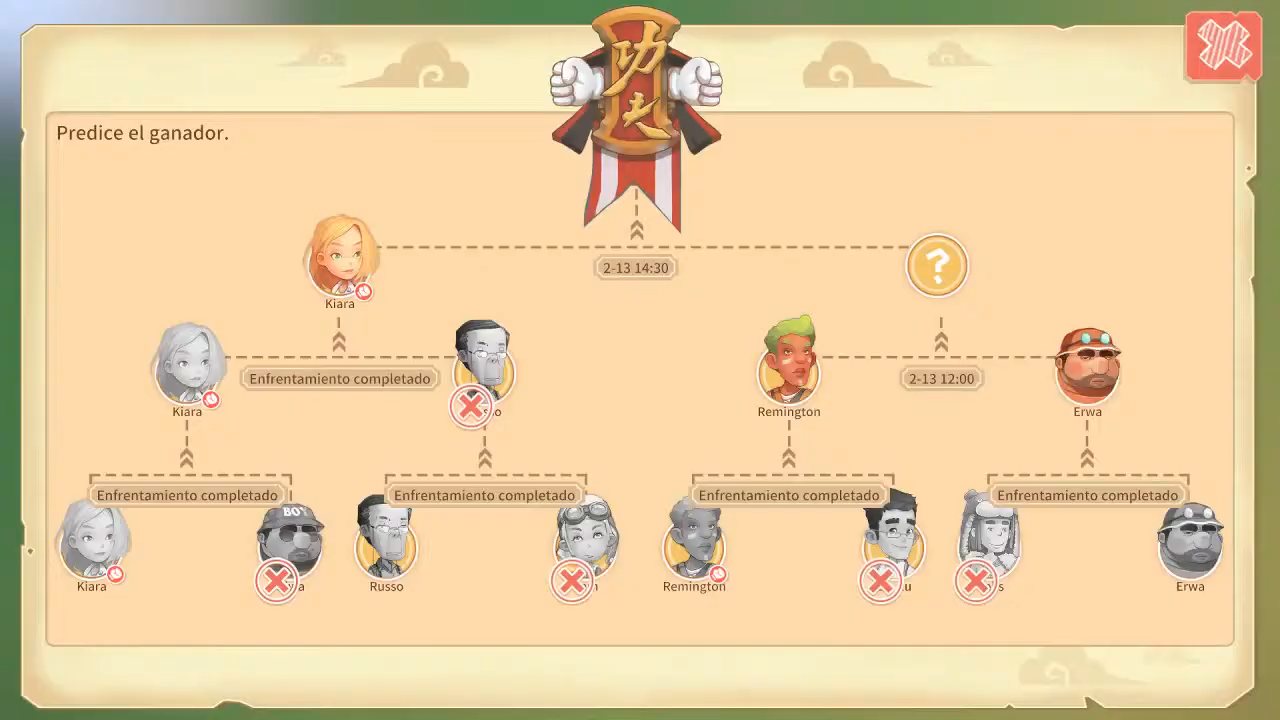 功夫
Predice el ganador.
2-13 14:30
Kiara
Enfrentamiento completado
2-13 12:00
Kiara
Remington
Erwa
Enfrentamiento completado
Enfrentamiento completado
Enfrentamiento completado
Enfrentamiento completado
BOY
Kiara
Russo
Remington
Erwa